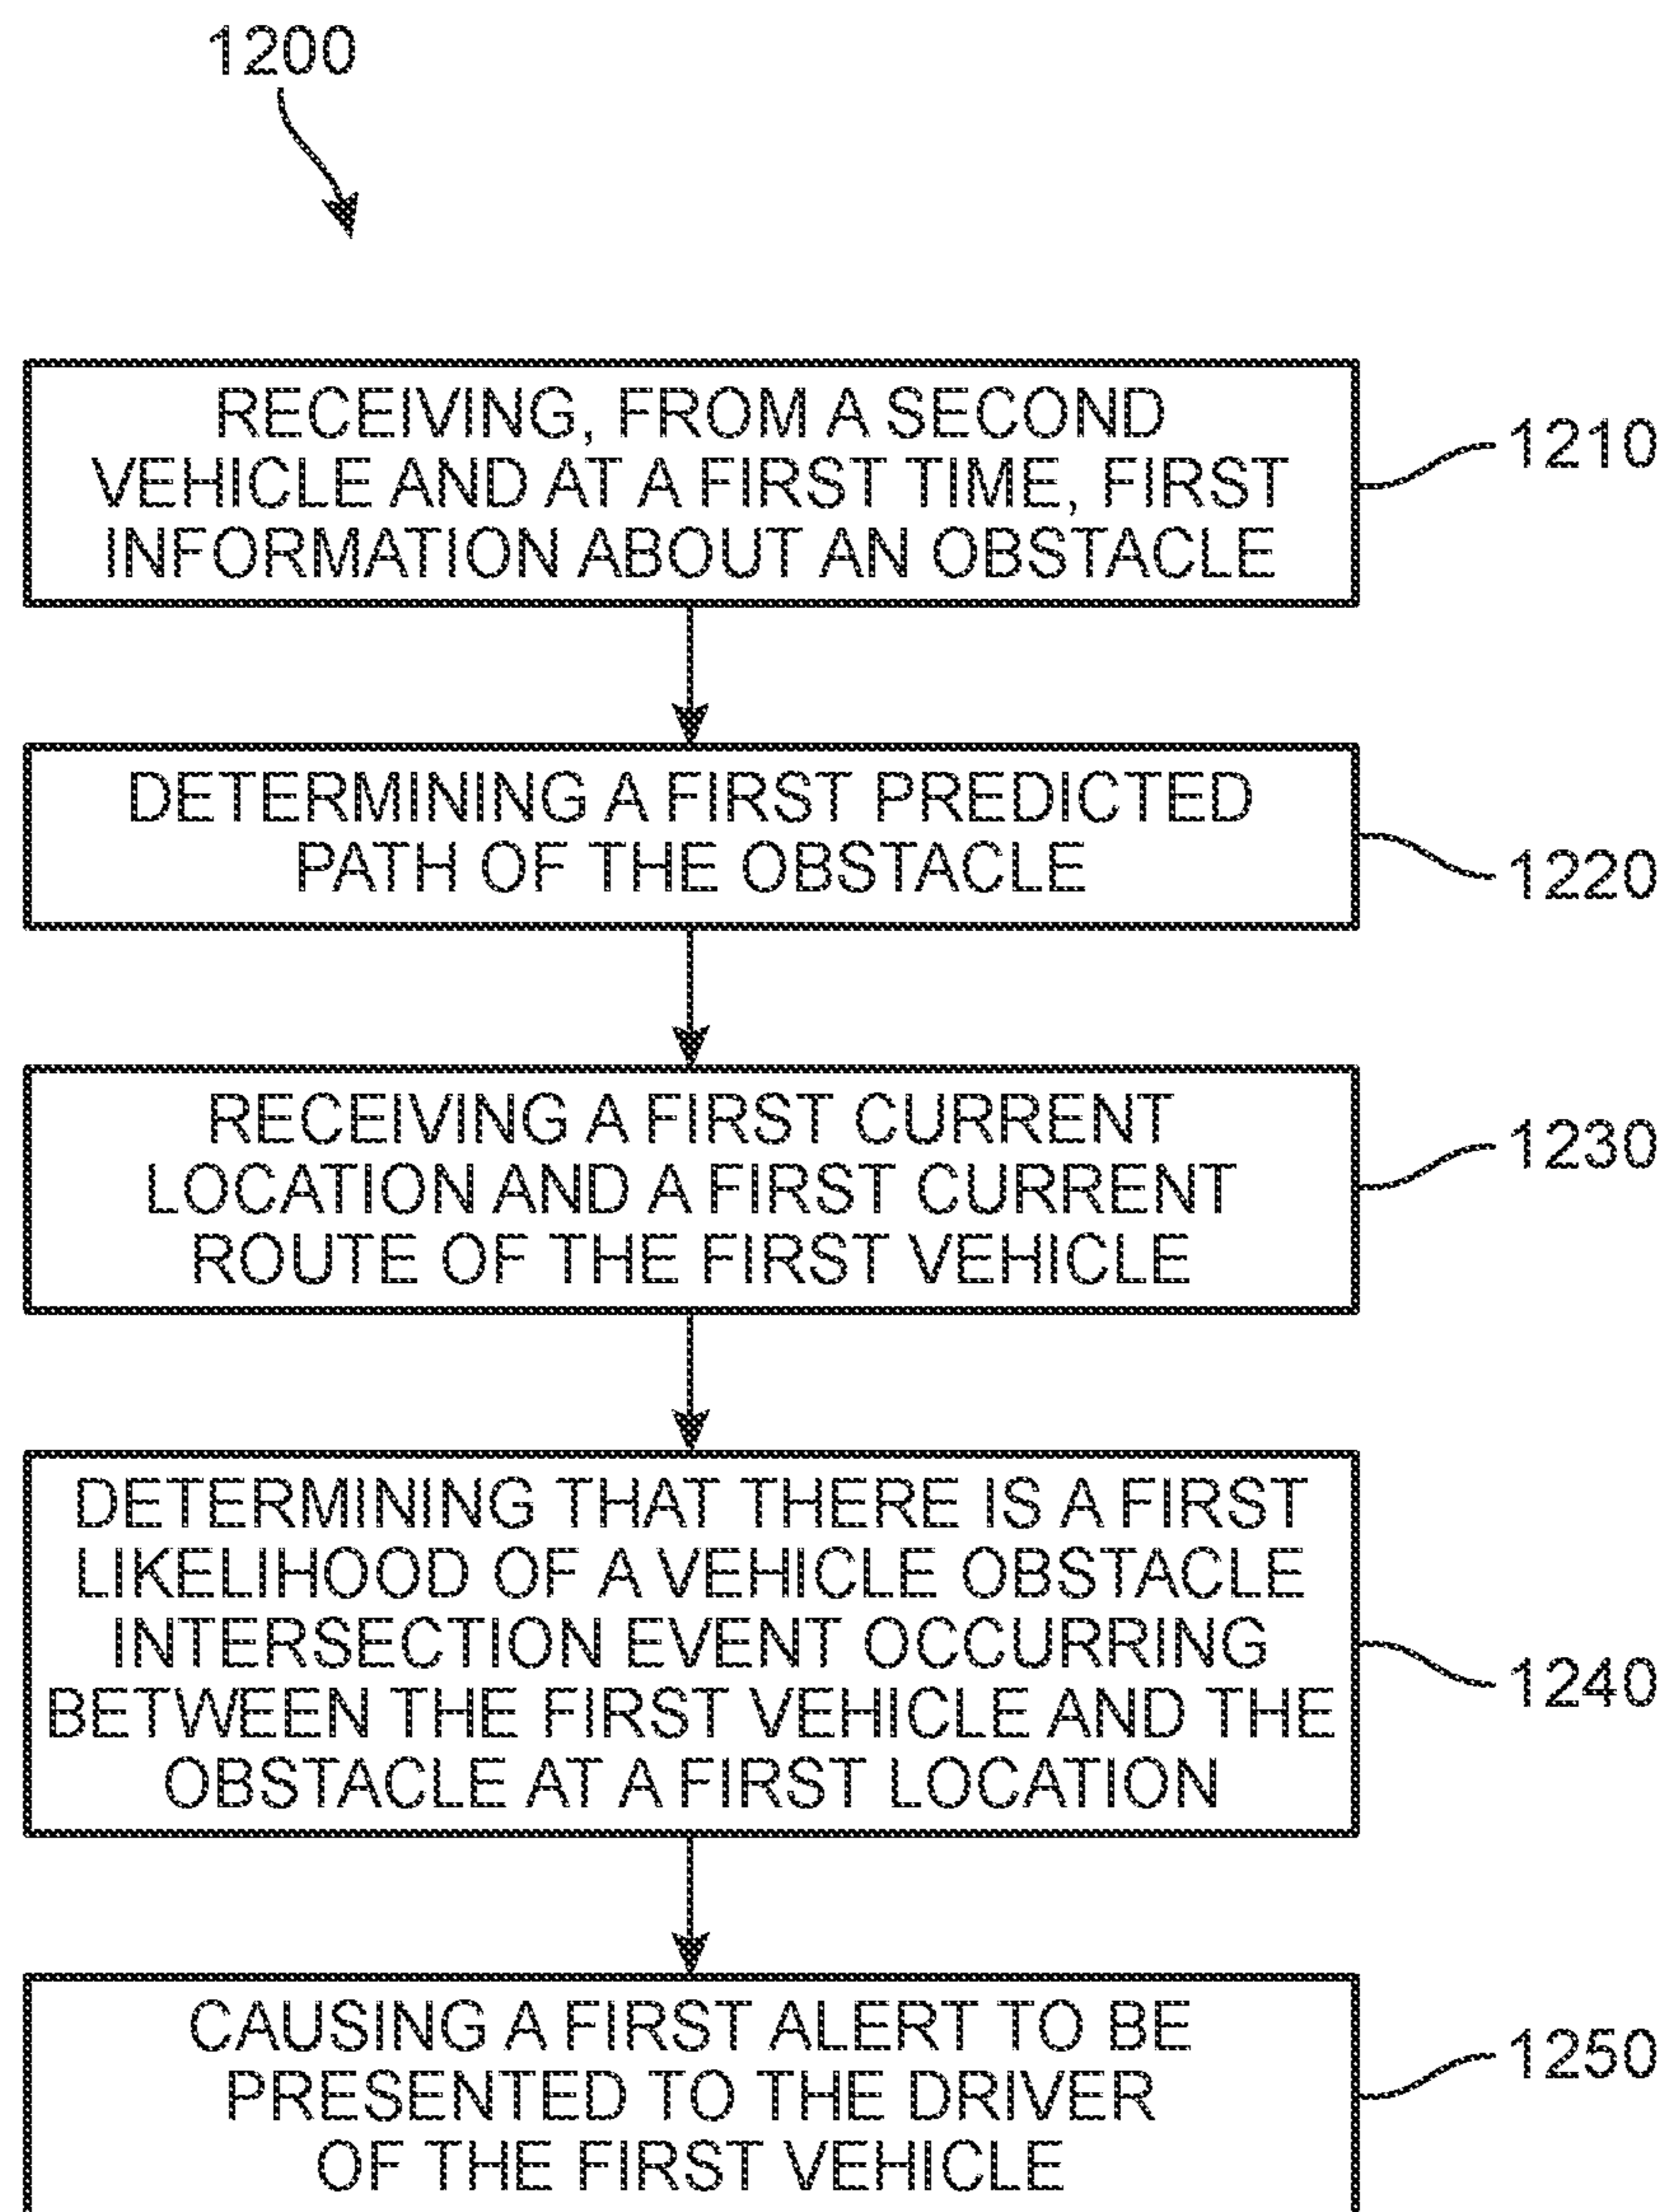 1200
RECEIVING, FROM A SECOND
VEHICLE AND AT A FIRST TIME, FIRST
INFORMATION ABOUT AN OBSTACLE
1210
DETERMINING A FIRST PREDICTED
PATH OF THE OBSTACLE
1220
RECEIVING A FIRST CURRENT
LOCATION AND A FIRST CURRENT
ROUTE OF THE FIRST VEHICLE
1230
DETERMINING THAT THERE IS A FIRST
LIKELIHOOD OF A VEHICLE OBSTACLE
INTERSECTION EVENT OCCURRING
BETWEEN THE FIRST VEHICLE AND THE
OBSTACLE AT A FIRST LOCATION
1240
CAUSING A FIRST ALERT TO BE
PRESENTED TO THE DRIVER
OF THE FIRST VEHICLE
1250